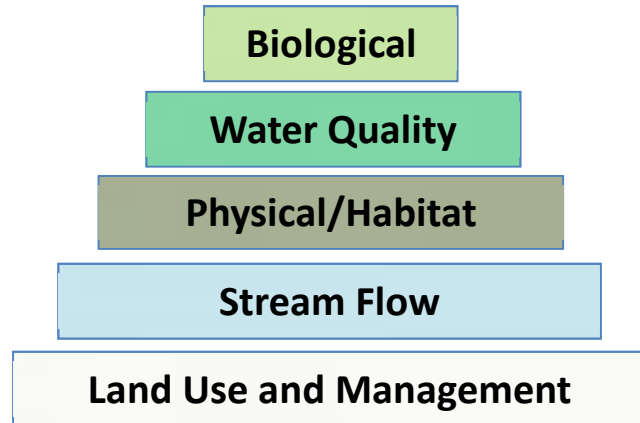 Biological
Water Quality
Physical/Habitat
Stream Flow
Land Use and Management